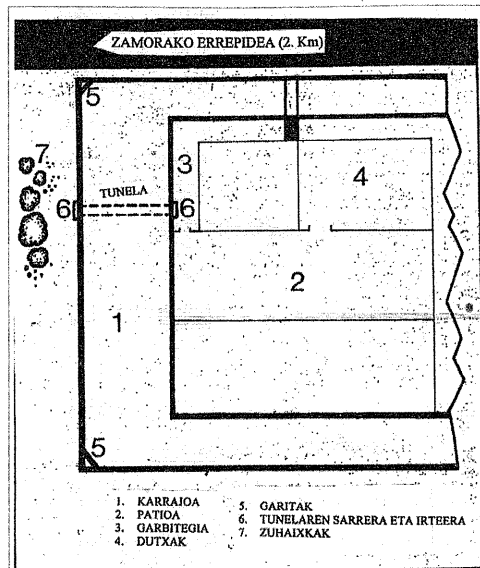 ZAMORAKO ERREPIDEA (2. Km)
5
7
3
4
TUNELA
6
6
2
1
5
1. KARRAJOA
2. PATIOA
3. GARBITEGIA
4. DUTXAK
5. GARITAK
6. TUNELAREN SARRERA ETA IRTEERA
7. ZUHAIXKAK